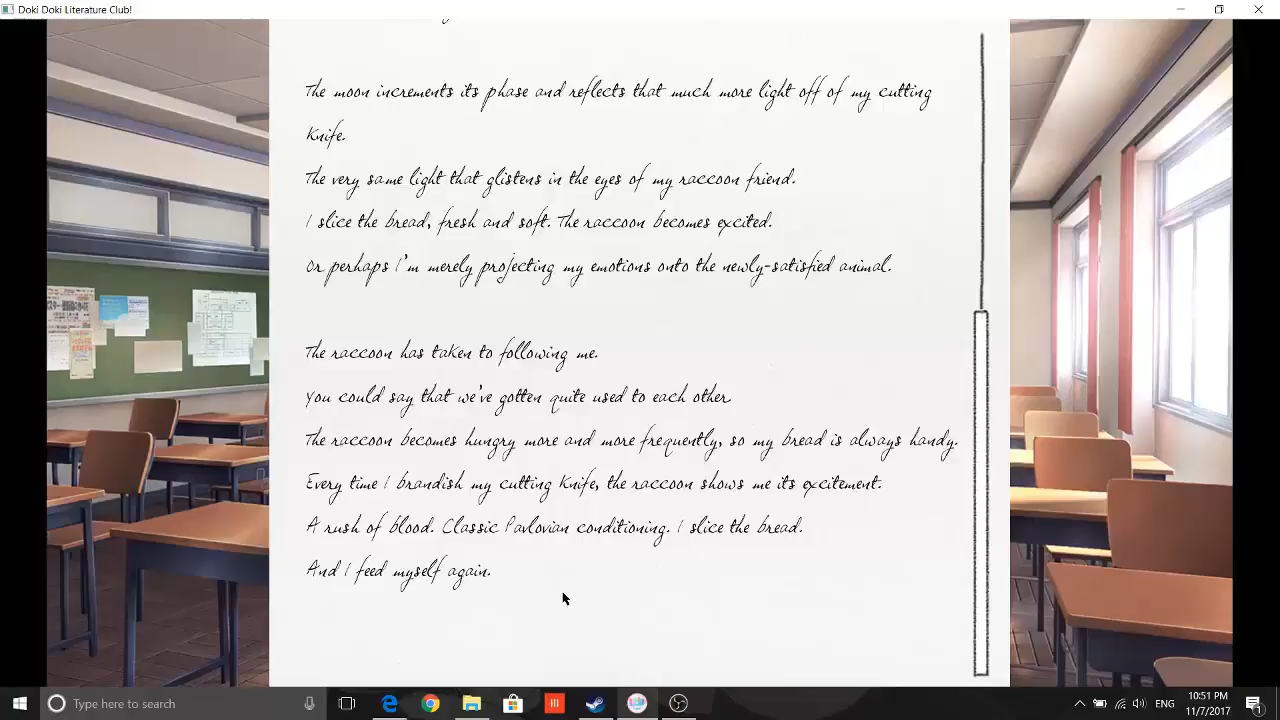 Doki Doki Literature Club!
The moon increments its phase and reflects that much more light off of my cutting
knife.
The very same light that glistens in the eyes of my raccoon friend.
I slice the bread, fresh and soft. The raccoon becomes excited.
Or perhaps I'm merely projecting my emotions onto the newly-satisfied animal.
The raccoon has taken to following me.
You could say that we've gotten quite used to each other.
The raccoon becomes hungry more and more frequently, so my bread is always handy.
Every time I brandish my cutting knife, the raccoon shows me its excitement.
A rush of blood. Classic Pavlovian conditioning. I slice the bread.
And I feed myself again.
Type here to search
ENG
10:51 PM
11/7/2017